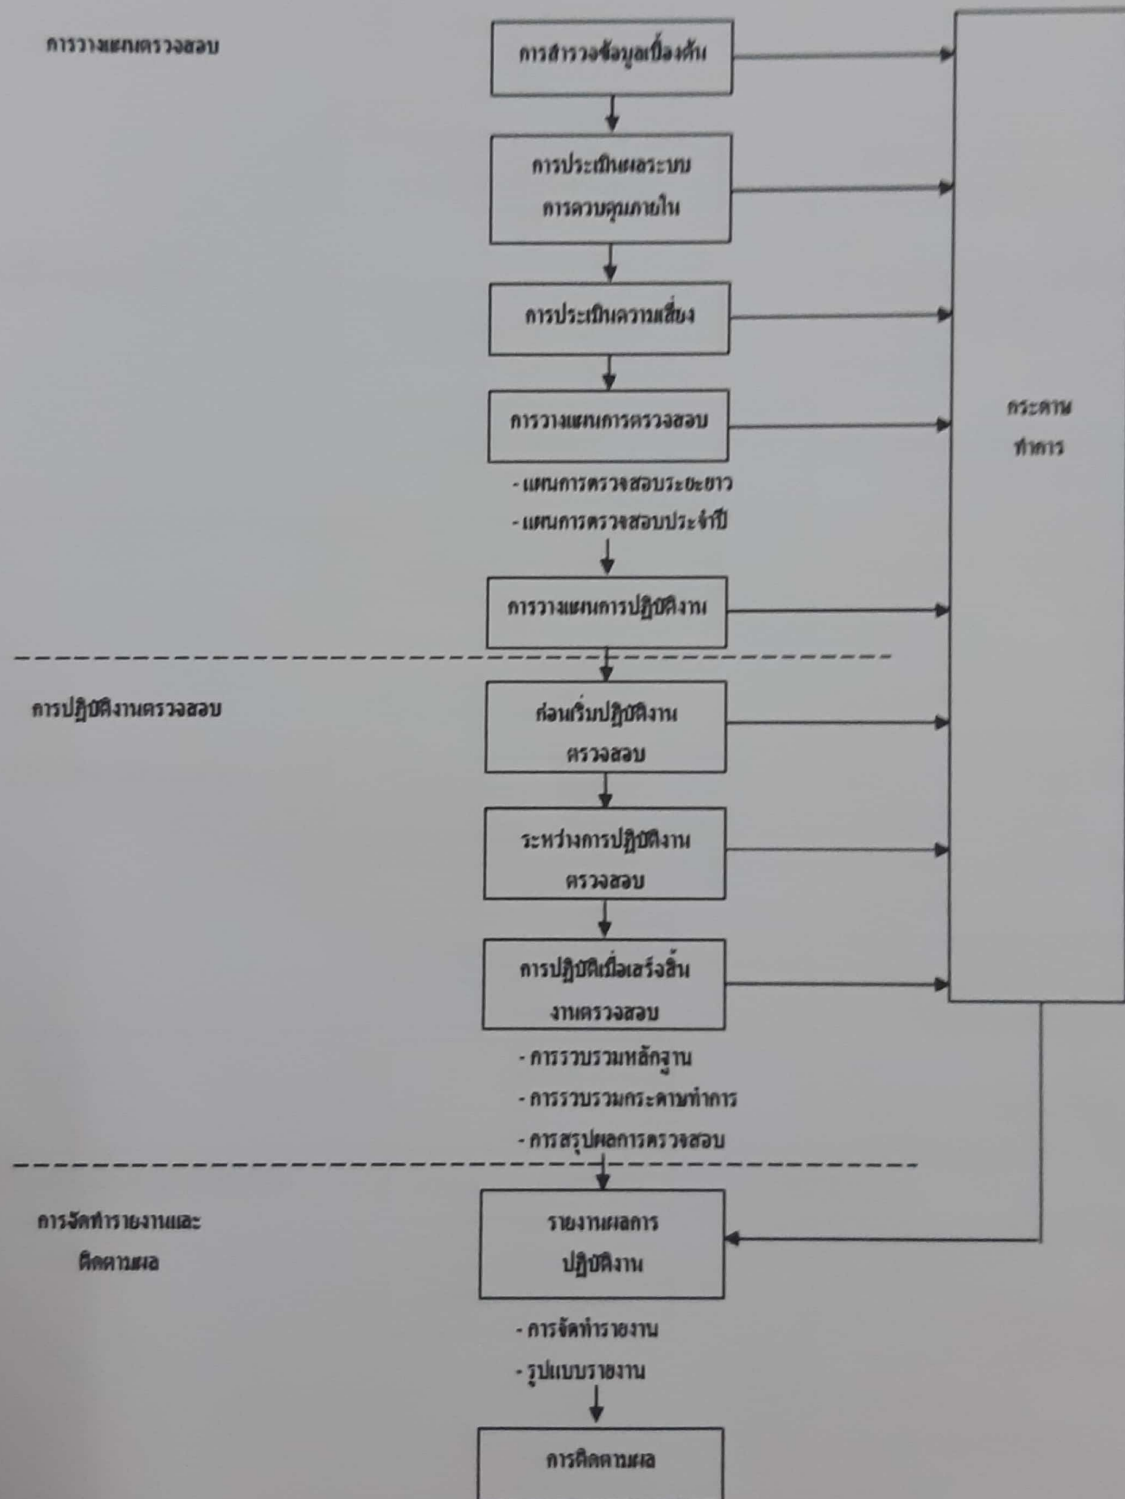 การวางแผนตรวจสอบ
การสำรวจข้อมูลเบื้องต้น
การประเมินผลระบบ
การควบคุมภายใน
การประเมินความเสี่ยง
การวางแผนการตรวจสอบ
- แผนการตรวจสอบระยะยาว
- แผนการตรวจสอบประจำปี
การวางแผนการปฏิบัติงาน
กระดาษ
ทำการ
การปฏิบัติงานตรวจสอบ
ก่อนเริ่มปฏิบัติงาน
ตรวจสอบ
ระหว่างการปฏิบัติงาน
ตรวจสอบ
การปฏิบัติเมื่อเสร็จสิ้น
งานตรวจสอบ
- การรวบรวมหลักฐาน
- การรวบรวมกระดาษทำการ
- การสรุปผลการตรวจสอบ
การจัดทำรายงานและ
ติดตามผล
รายงานผลการ
ปฏิบัติงาน
- การจัดทำรายงาน
- รูปแบบรายงาน
การติดตามผล